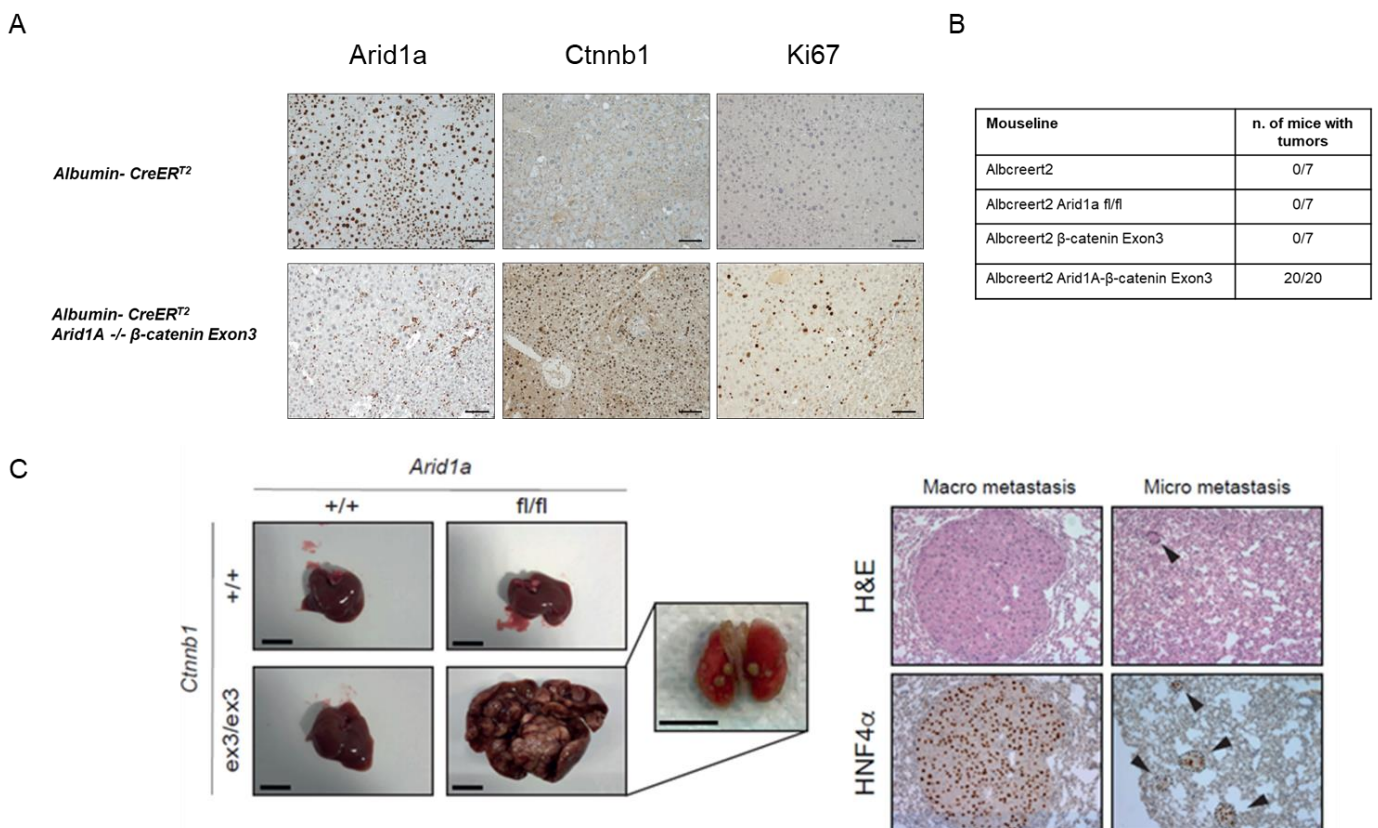 A
B
Arid1a
Ctnnb1
Ki67
Albumin- CreERT2
Albumin- CreERT2
Arid1A -/- β-catenin Exon3
Mouseline
n. of mice with
tumors
Albcreert2
0/7
Albcreert2 Arid1a fl/fl
0/7
Albcreert2 β-catenin Exon3
0/7
Albcreert2 Arid1A-β-catenin Exon3
20/20
C
Arid1a
+/+
fl/fl
Ctnnb1
+/+
ex3/ex3
Macro metastasis
Micro metastasis
H&E
HNF4α